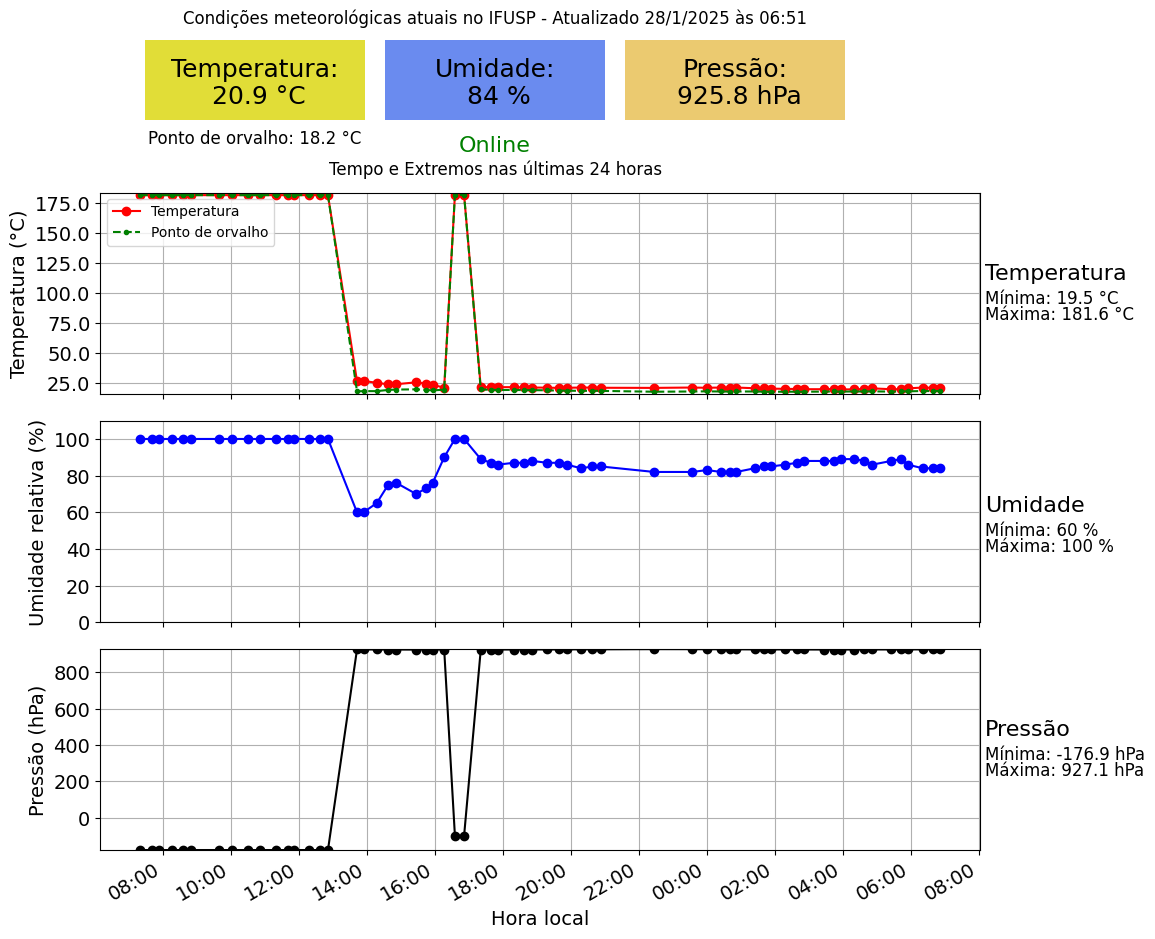 Condições meteorológicas atuais no IFUSP - Atualizado 28/1/2025 às 06:51
Temperatura:
20.9 °C
Umidade:
84 %
Pressão:
925.8 hPa
Ponto de orvalho: 18.2 °C
Online
Tempo e Extremos nas últimas 24 horas
Temperatura (°C)
175.0
150.0
125.0
100.0
75.0
50.0
25.0
Temperatura
Ponto de orvalho
Temperatura
Mínima: 19.5 °C
Máxima: 181.6 °C
Umidade relativa (%)
100
80
60
40
20
0
Umidade
Mínima: 60 %
Máxima: 100 %
Pressão (hPa)
800
600
400
200
0
Pressão
Mínima: -176.9 hPa
Máxima: 927.1 hPa
08:00 10:00 12:00 14:00 16:00 18:00 20:00 22:00 00:00 02:00 04:00 06:00 08:00
Hora local